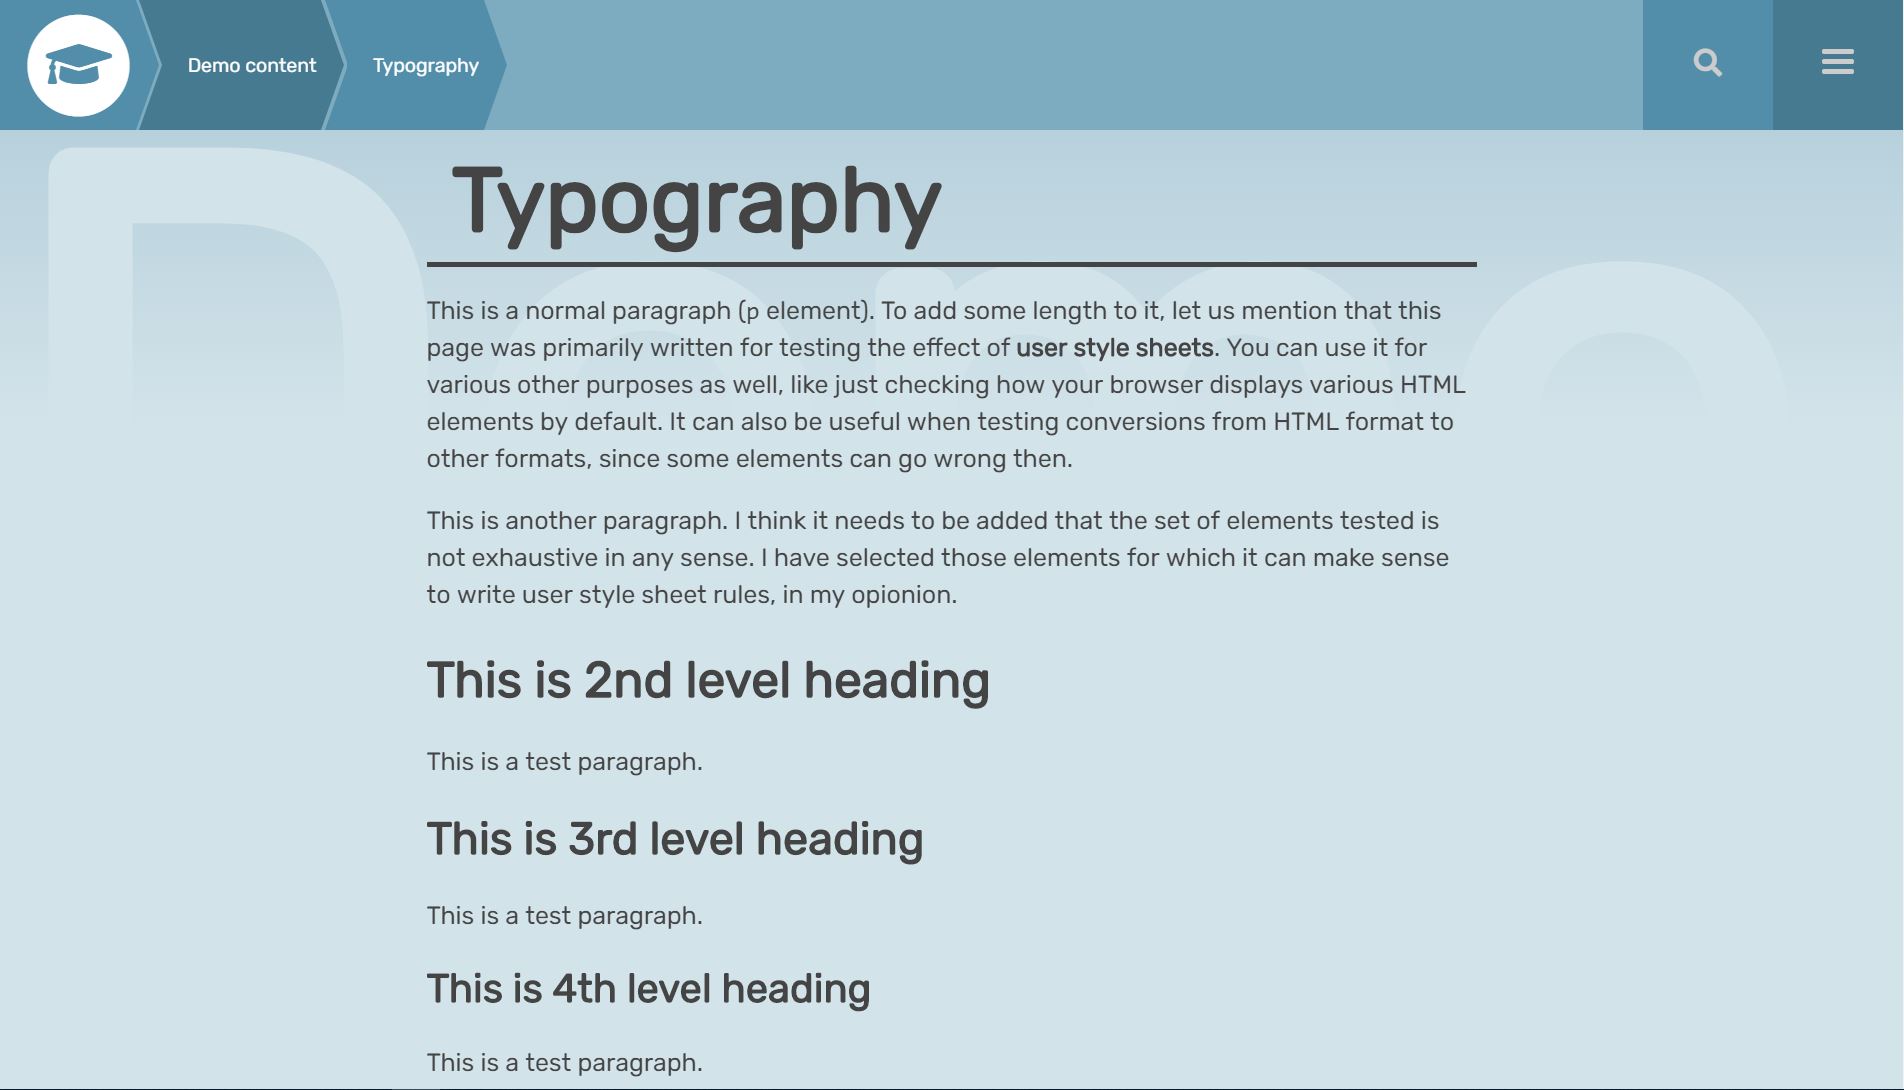 Demo content
Typography
Demo
Typography
This is a normal paragraph (p element). To add some length to it, let us mention that this
page was primarily written for testing the effect of user style sheets. You can use it for
various other purposes as well, like just checking how your browser displays various HTML
elements by default. It can also be useful when testing conversions from HTML format to
other formats, since some elements can go wrong then.
This is another paragraph. I think it needs to be added that the set of elements tested is
not exhaustive in any sense. I have selected those elements for which it can make sense
to write user style sheet rules, in my opionion.
This is 2nd level heading
This is a test paragraph.
This is 3rd level heading
This is a test paragraph.
This is 4th level heading
This is a test paragraph.